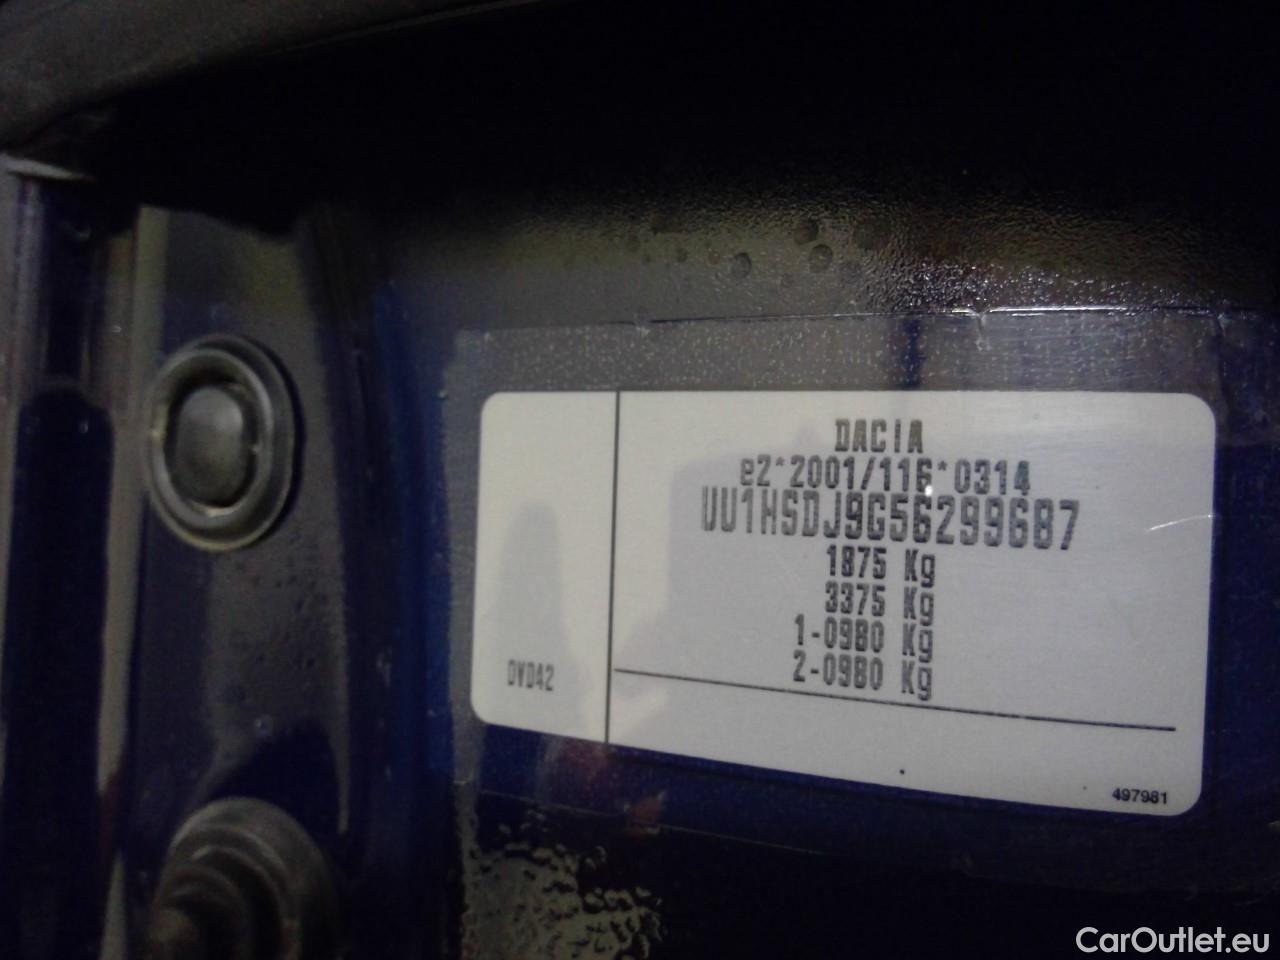 DACIA
e2*2001/116*0314
UU1HSDJ9G56299687
1875 Kg
3375 Kg
1-0980 Kg
2-0980 Kg
DVD42
497981
CarOutlet.eu